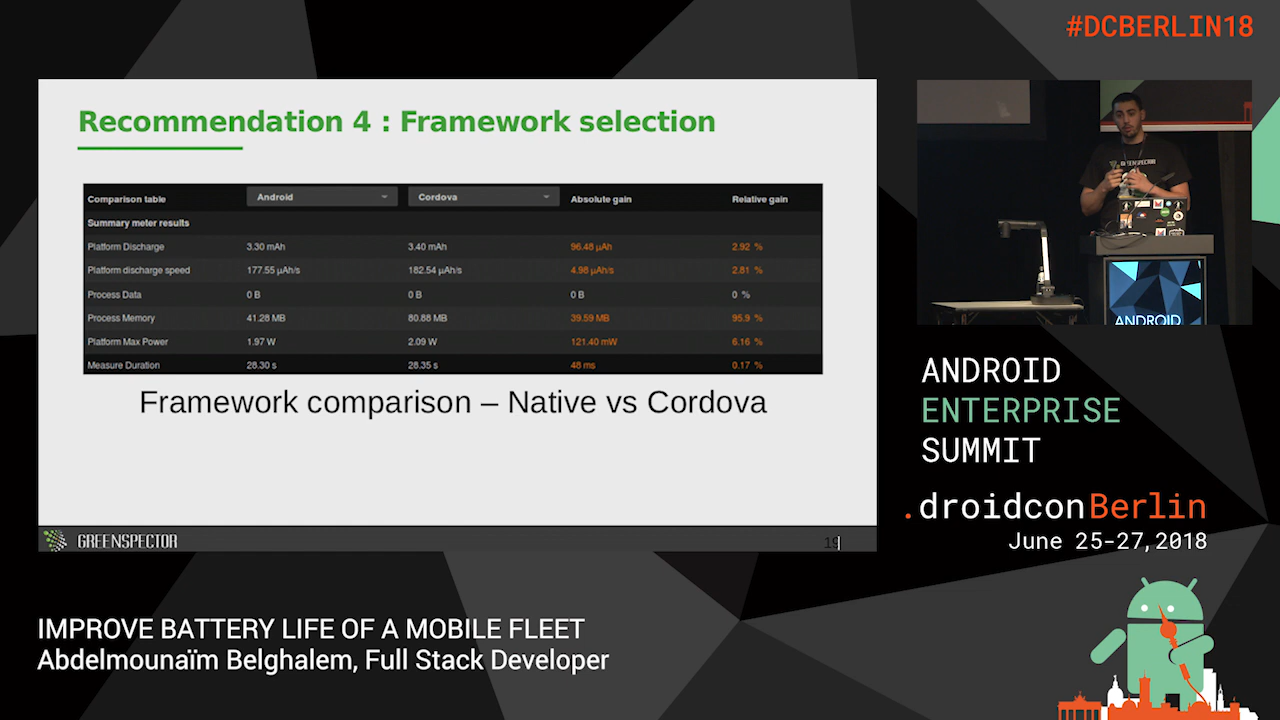 #DCBERLIN18
Recommendation 4 : Framework selection
Comparison table Android Cordova Absolute gain Relative gain
Summary meter results
Platform Discharge 3.30 mAh 3.40 mAh 96.48 µAh 2.92 %
Platform discharge speed 177.55 µAh/s 182.54 µAh/s 4.98 µAh/s 2.81 %
Process Data 0 B 0 B 0 B 0 %
Process Memory 41.28 MB 80.88 MB 39.59 MB 95.9 %
Platform Max Power 1.97 W 2.09 W 121.40 mW 6.16 %
Measure Duration 28.30 s 28.35 s 48 ms 0.17 %
Framework comparison – Native vs Cordova
GREENSPECTOR
19
GREENSPECTOR
ANDROID
ANDROID
ENTERPRISE
SUMMIT
.droidconBerlin
June 25-27,2018
IMPROVE BATTERY LIFE OF A MOBILE FLEET
Abdelmounaïm Belghalem, Full Stack Developer